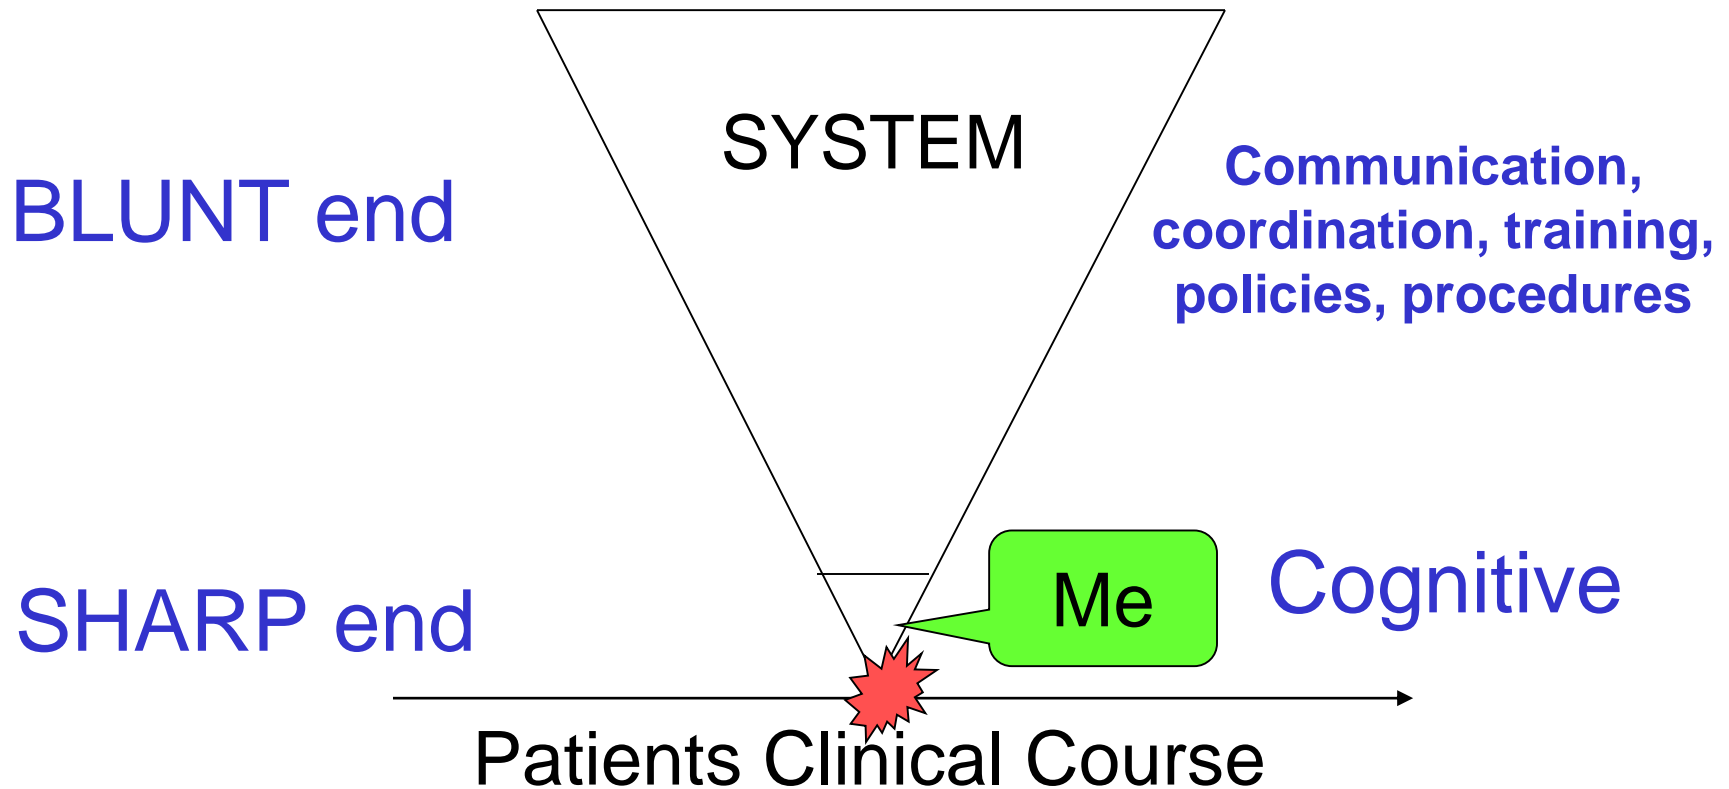 SYSTEM
BLUNT end
Communication,
coordination, training,
policies, procedures
SHARP end
Me
Cognitive
Patients Clinical Course